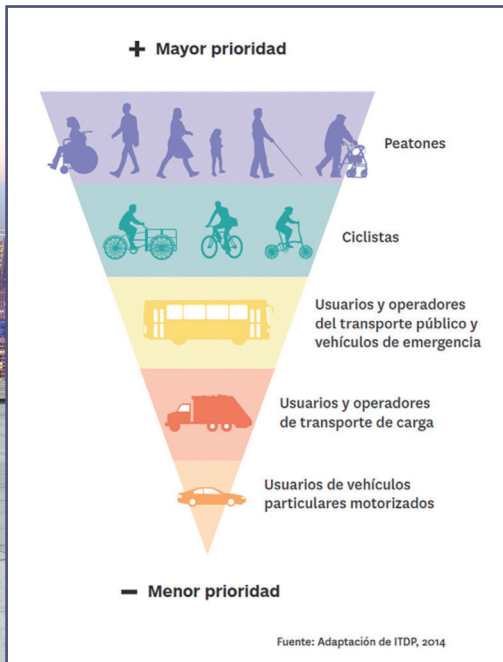 + Mayor prioridad
Peatones
Ciclistas
Usuarios y operadores
del transporte público y
vehículos de emergencia
Usuarios y operadores
de transporte de carga
Usuarios de vehículos
particulares motorizados
− Menor prioridad
Fuente: Adaptación de ITDP, 2014